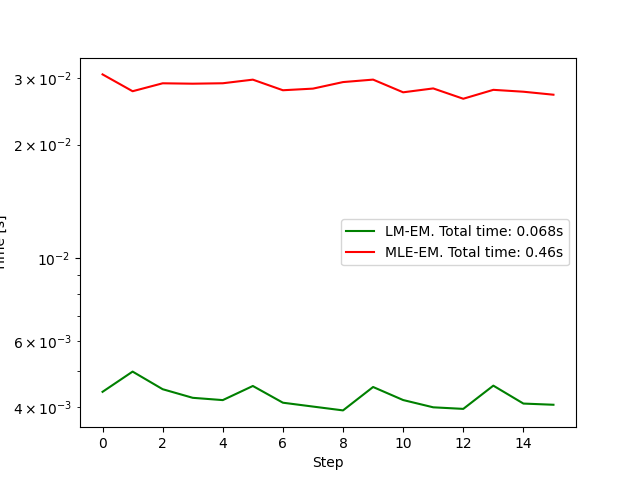 3 × 10⁻²
2 × 10⁻²
10⁻²
6 × 10⁻³
4 × 10⁻³
Time [s]
LM-EM. Total time: 0.068s
MLE-EM. Total time: 0.46s
0 2 4 6 8 10 12 14
Step